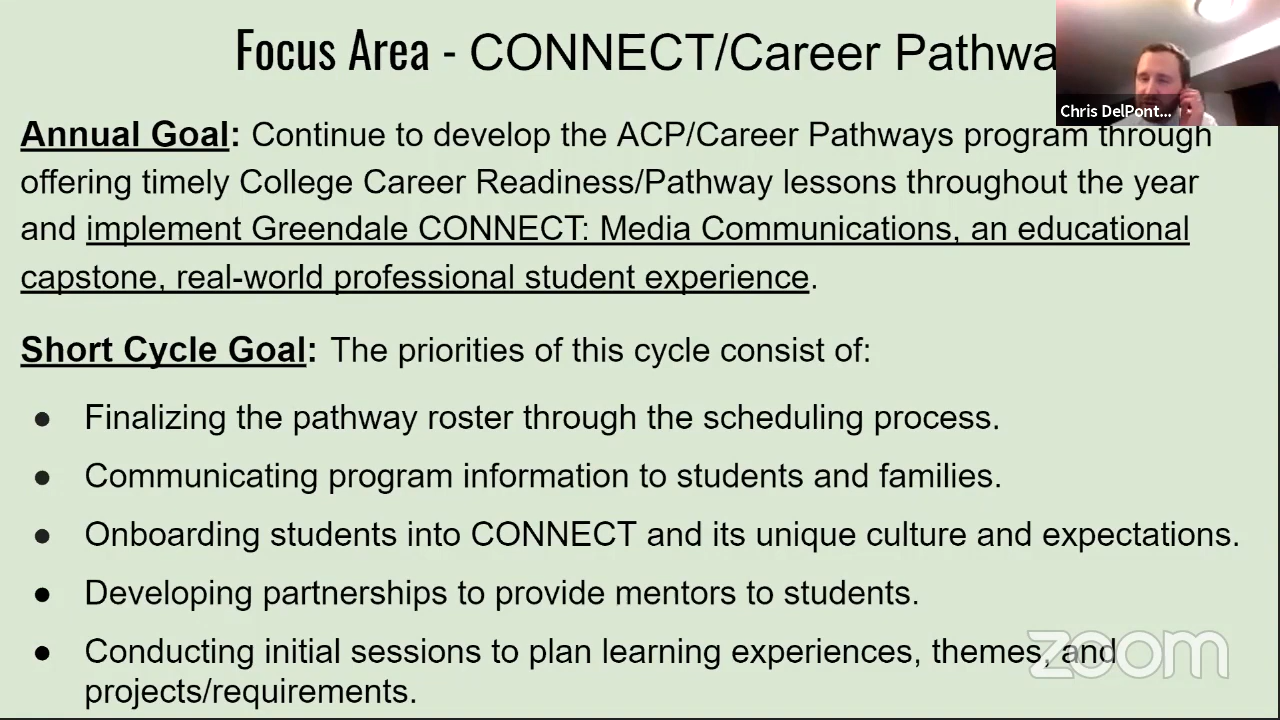 Focus Area - CONNECT/Career Pathwa
Chris DelPont...
Annual Goal: Continue to develop the ACP/Career Pathways program through
offering timely College Career Readiness/Pathway lessons throughout the year
and implement Greendale CONNECT: Media Communications, an educational
capstone, real-world professional student experience.
Short Cycle Goal: The priorities of this cycle consist of:
● Finalizing the pathway roster through the scheduling process.
● Communicating program information to students and families.
● Onboarding students into CONNECT and its unique culture and expectations.
● Developing partnerships to provide mentors to students.
● Conducting initial sessions to plan learning experiences, themes, and
projects/requirements.
zoom